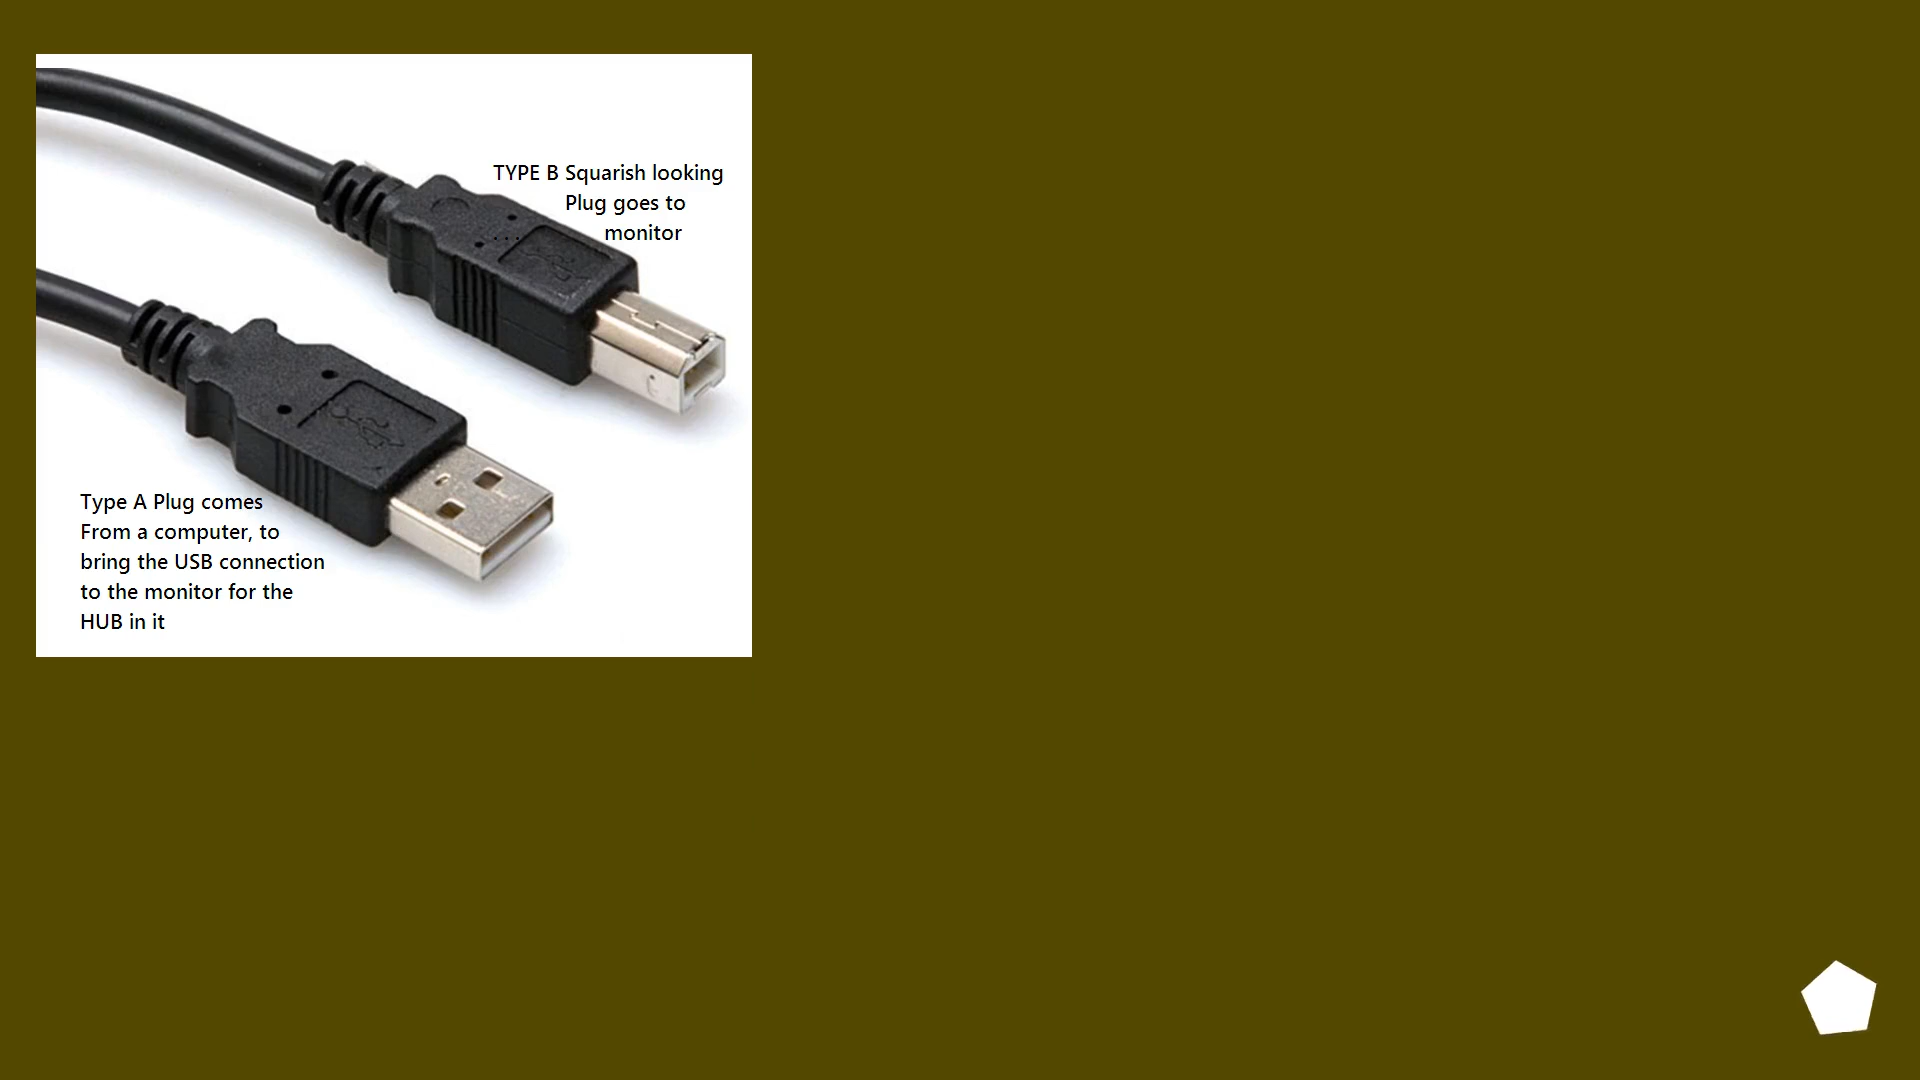 TYPE B Squarish looking
Plug goes to
monitor
Type A Plug comes
From a computer, to
bring the USB connection
to the monitor for the
HUB in it